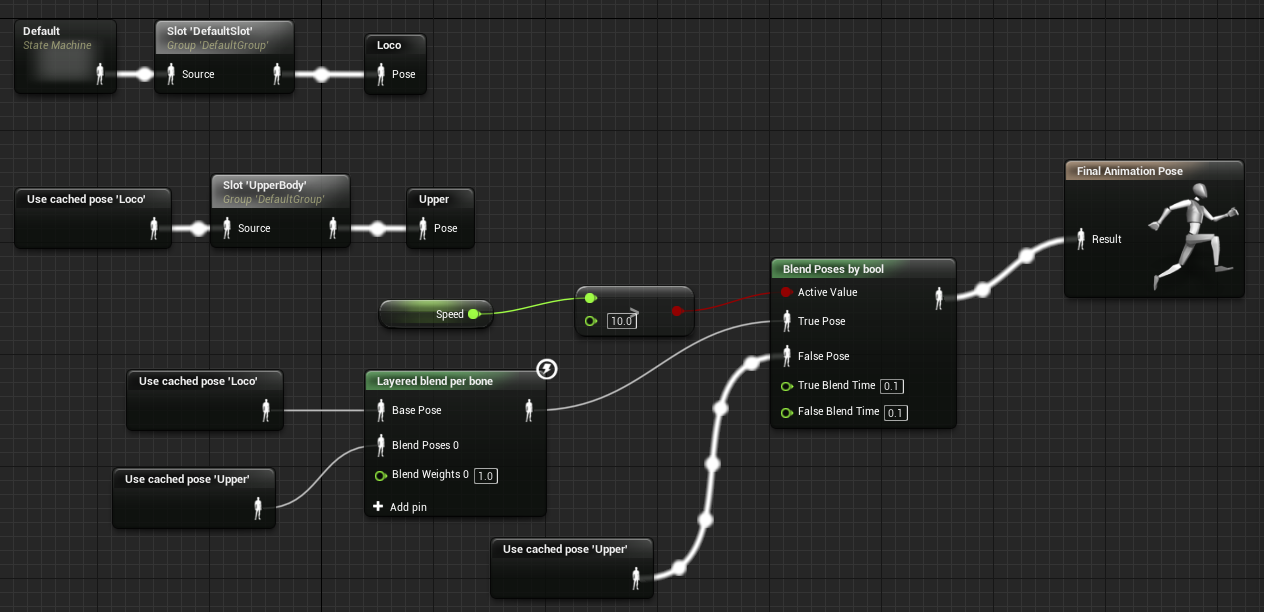 Default
State Machine
Slot 'DefaultSlot'
Group 'DefaultGroup'
Source
Loco
Pose
Use cached pose 'Loco'
Slot 'UpperBody'
Group 'DefaultGroup'
Source
Upper
Pose
Final Animation Pose
Result
Speed
>
10.0
Blend Poses by bool
Active Value
True Pose
False Pose
True Blend Time 0.1
False Blend Time 0.1
Use cached pose 'Loco'
Layered blend per bone
Base Pose
Blend Poses 0
Blend Weights 0 1.0
Add pin
Use cached pose 'Upper'
Use cached pose 'Upper'